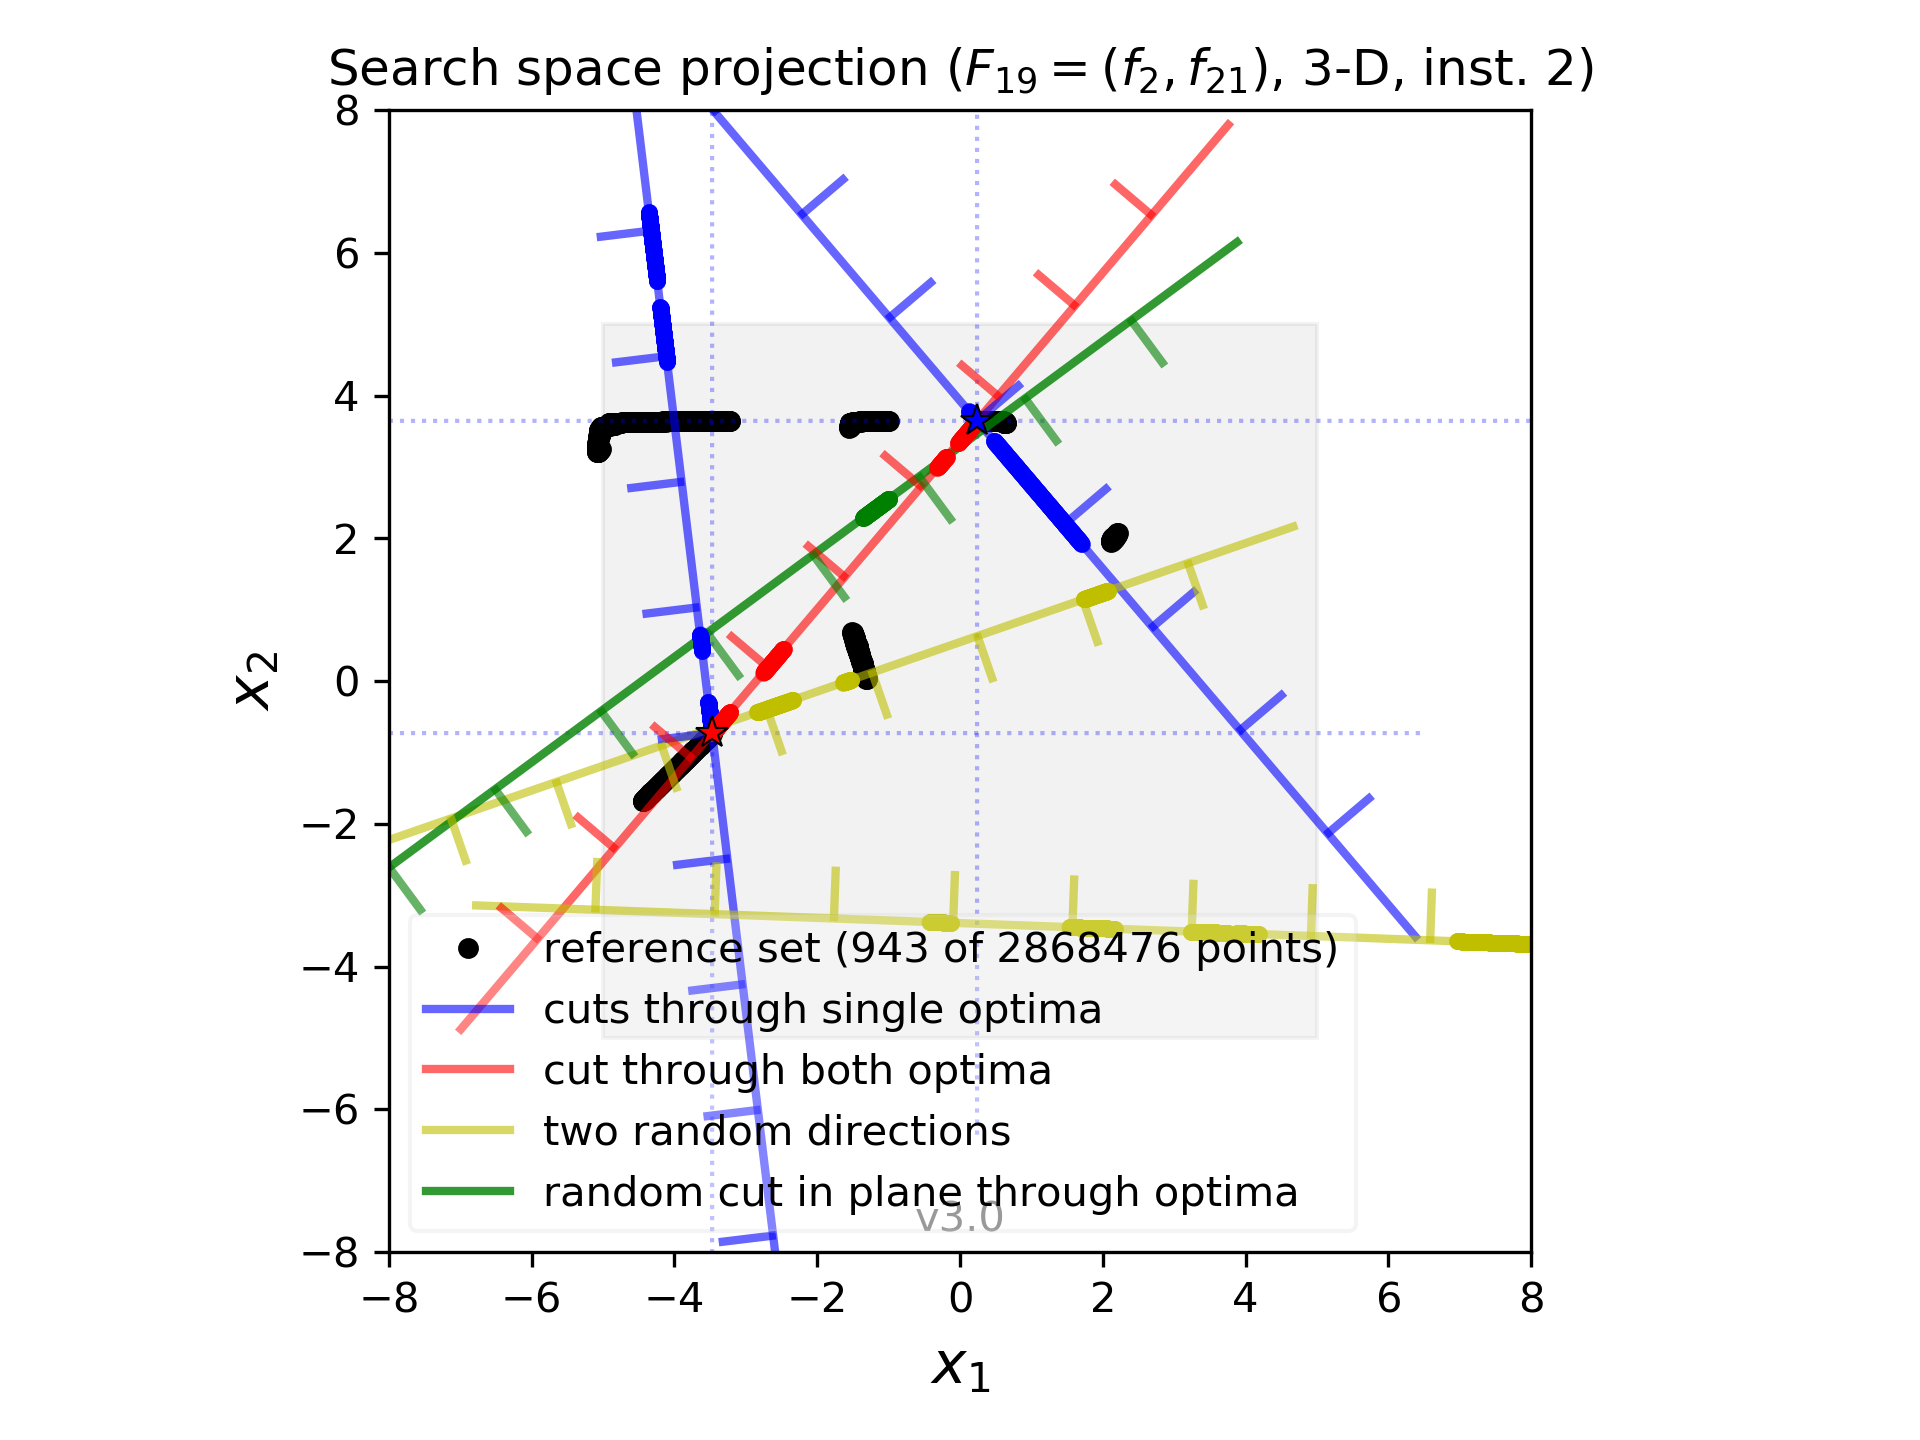 Search space projection (F₁₉ = (f₂, f₂₁), 3-D, inst. 2)
8
6
4
2
0
−2
−4
−6
−8
x₂
reference set (943 of 2868476 points)
cuts through single optima
cut through both optima
two random directions
random cut in plane through optima
v3.0
−8 −6 −4 −2 0 2 4 6 8
x₁